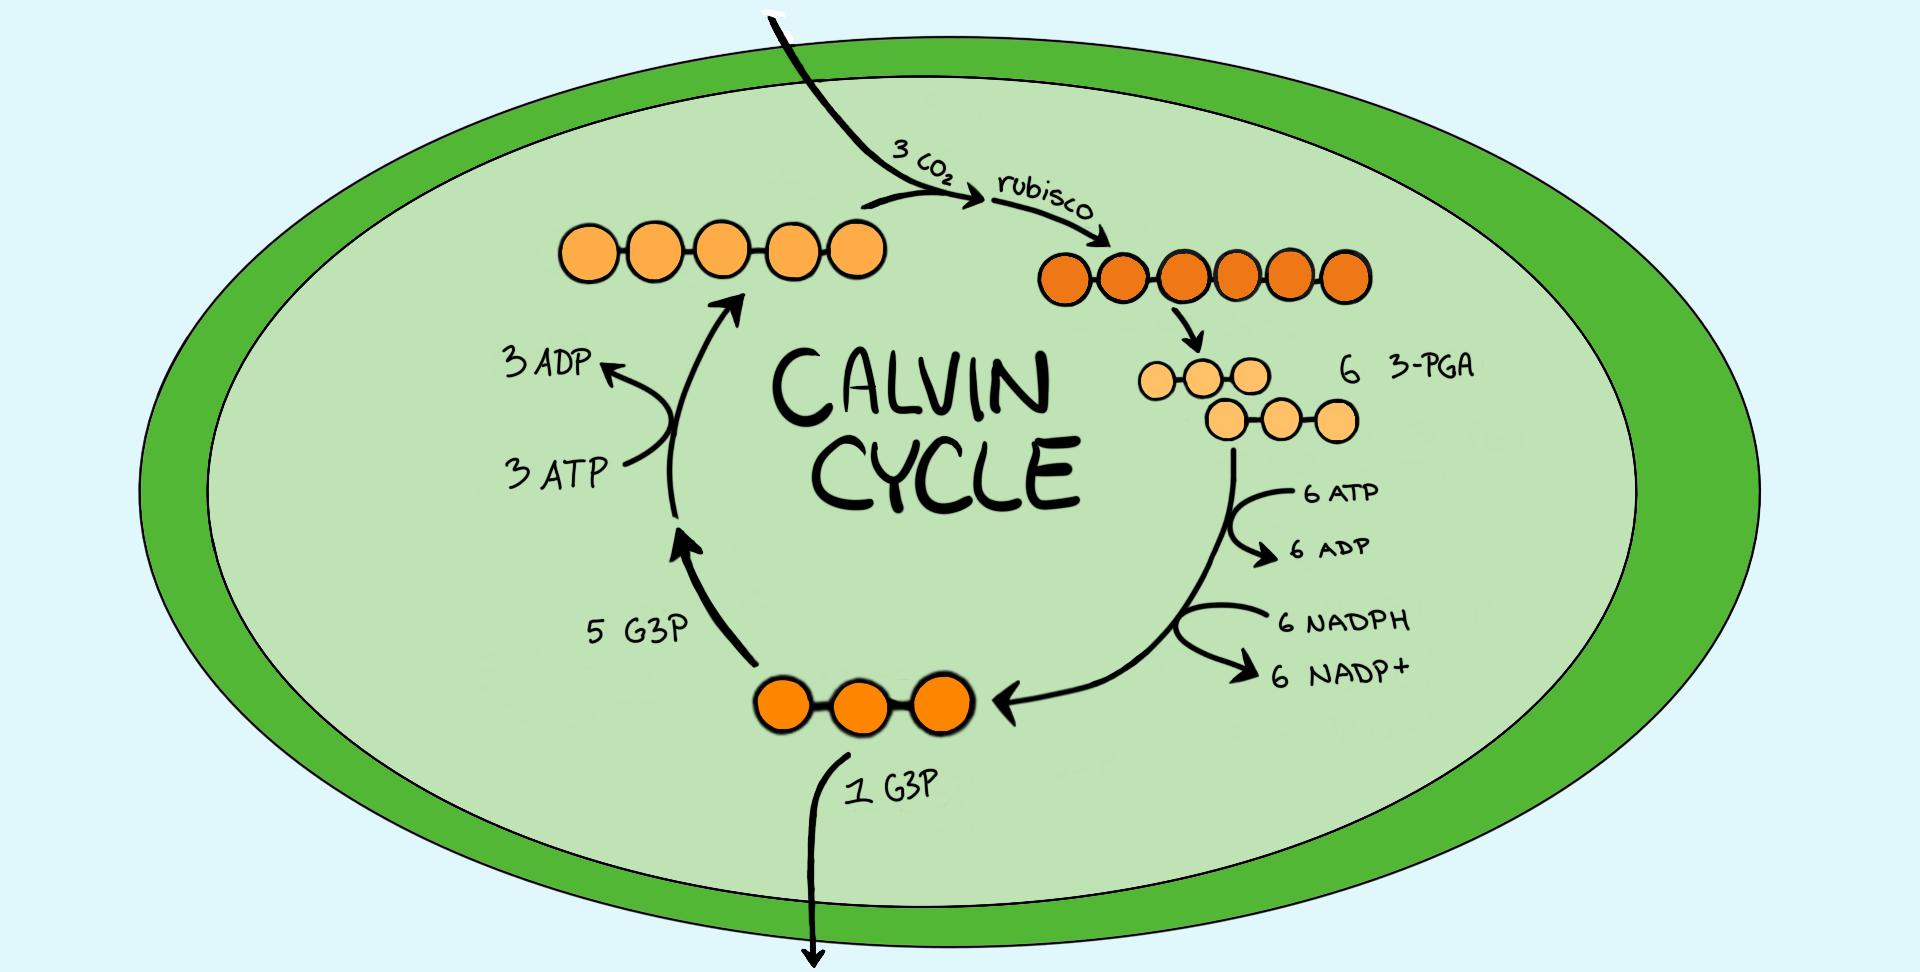 3 CO₂
rubisco
CALVIN
CYCLE
6 3-PGA
6 ATP
6 ADP
6 NADPH
6 NADP+
1 G3P
5 G3P
3 ATP
3 ADP